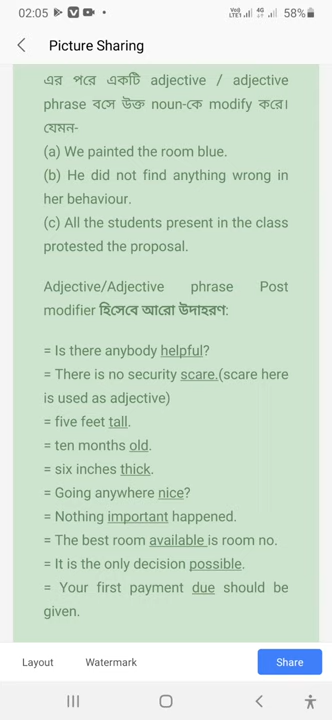 02:05
Vo))
LTE1
4G
58%
Picture Sharing
এর পরে একটি adjective / adjective
phrase বসে উক্ত noun-কে modify করে।
যেমন-
(a) We painted the room blue.
(b) He did not find anything wrong in
her behaviour.
(c) All the students present in the class
protested the proposal.
Adjective/Adjective phrase Post
modifier হিসেবে আরো উদাহরণ:
= Is there anybody helpful?
= There is no security scare.(scare here
is used as adjective)
= five feet tall.
= ten months old.
= six inches thick.
= Going anywhere nice?
= Nothing important happened.
= The best room available is room no.
= It is the only decision possible.
= Your first payment due should be
given.
Layout
Watermark
Share